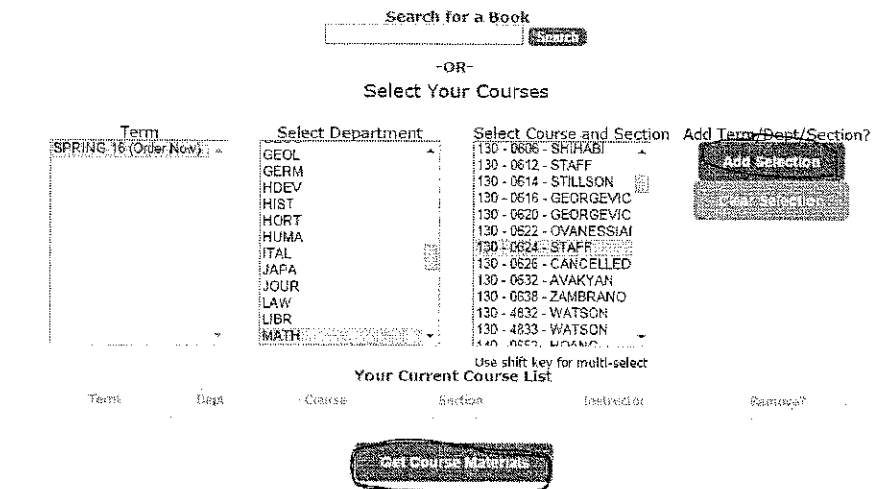 Search for a Book
Search
-OR-
Select Your Courses
Term
Select Department
Select Course and Section
Add Term/Dept/Section?
SPRING 16 (Order Now)
GEOL
GERM
HDEV
HIST
HORT
HUMA
ITAL
JAPA
JOUR
LAW
LIBR
MATH
130 - 0606 - SHIHABI
130 - 0612 - STAFF
130 - 0614 - STILLSON
130 - 0616 - GEORGEVIC
130 - 0620 - GEORGEVIC
130 - 0622 - OVANESSIAI
130 - 0624 - STAFF
130 - 0626 - CANCELLED
130 - 0632 - AVAKYAN
130 - 0638 - ZAMBRANO
130 - 4832 - WATSON
130 - 4833 - WATSON
140 - 0652 - HOANG
Add Selection
Clear Selection
Use shift key for multi-select
Your Current Course List
Term Dept Course Section Instructor Remove?
Get Course Materials